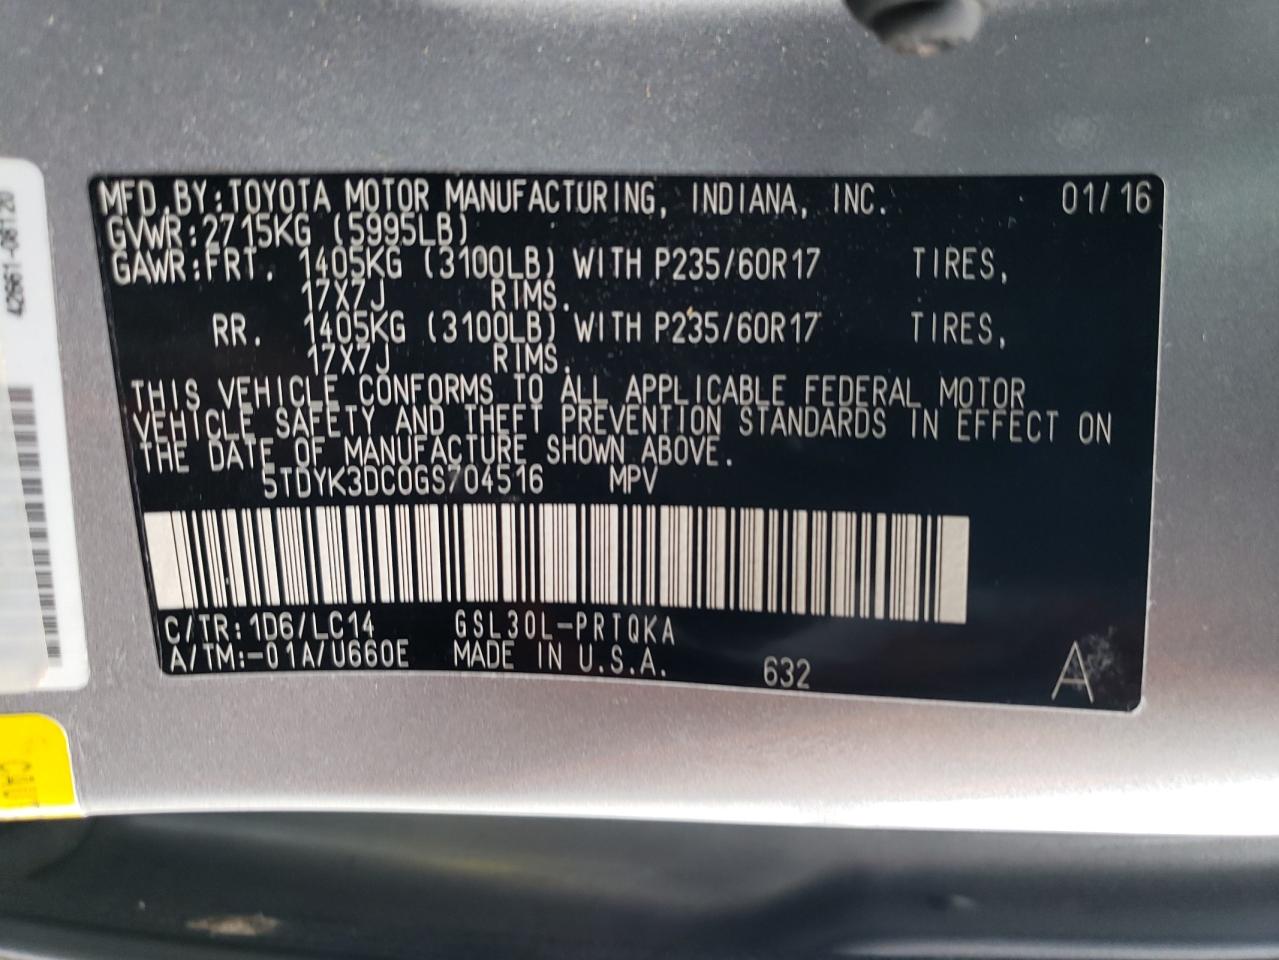 MFD.BY:TOYOTA MOTOR MANUFACTURING, INDIANA, INC. 01/16
GVWR:2715KG (5995LB)
GAWR:FRT. 1405KG (3100LB) WITH P235/60R17 TIRES,
17X7J RIMS.
RR. 1405KG (3100LB) WITH P235/60R17 TIRES,
17X7J RIMS.
THIS VEHICLE CONFORMS TO ALL APPLICABLE FEDERAL MOTOR
VEHICLE SAFETY AND THEFT PREVENTION STANDARDS IN EFFECT ON
THE DATE OF MANUFACTURE SHOWN ABOVE.
5TDYK3DC0GS704516 MPV
C/TR:1D6/LC14 GSL30L-PRTQKA
A/TM:-01A/U660E MADE IN U.S.A. 632 A
42661-08120